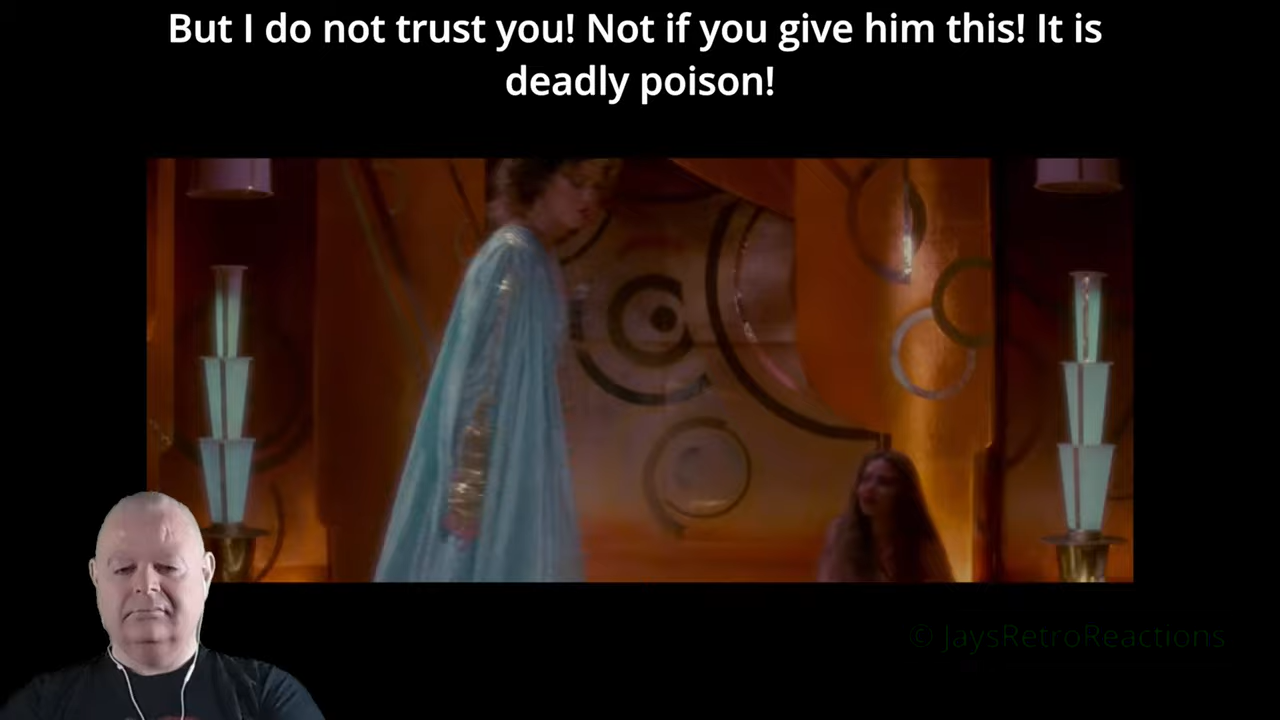 But I do not trust you! Not if you give him this! It is
deadly poison!
© JaysRetroReactions